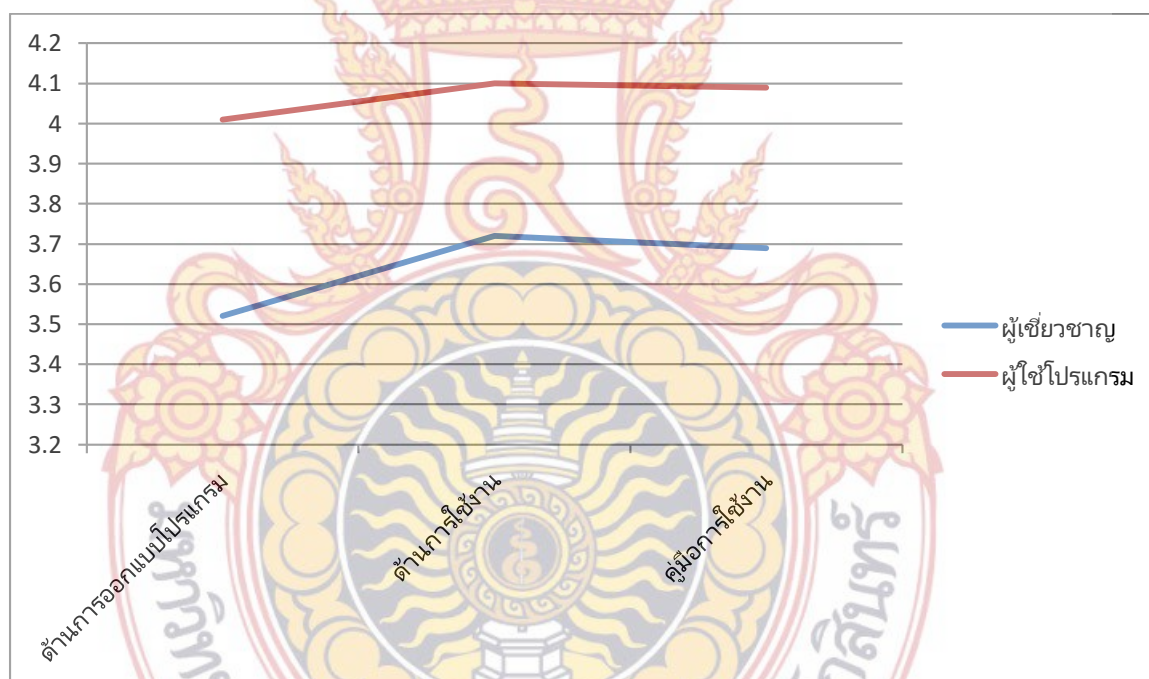 4.2
4.1
4
3.9
3.8
3.7
3.6
3.5
3.4
3.3
3.2
ด้านการออกแบบโปรแกรม
ด้านการใช้งาน
คู่มือการใช้งาน
ผู้เชี่ยวชาญ
ผู้ใช้โปรแกรม